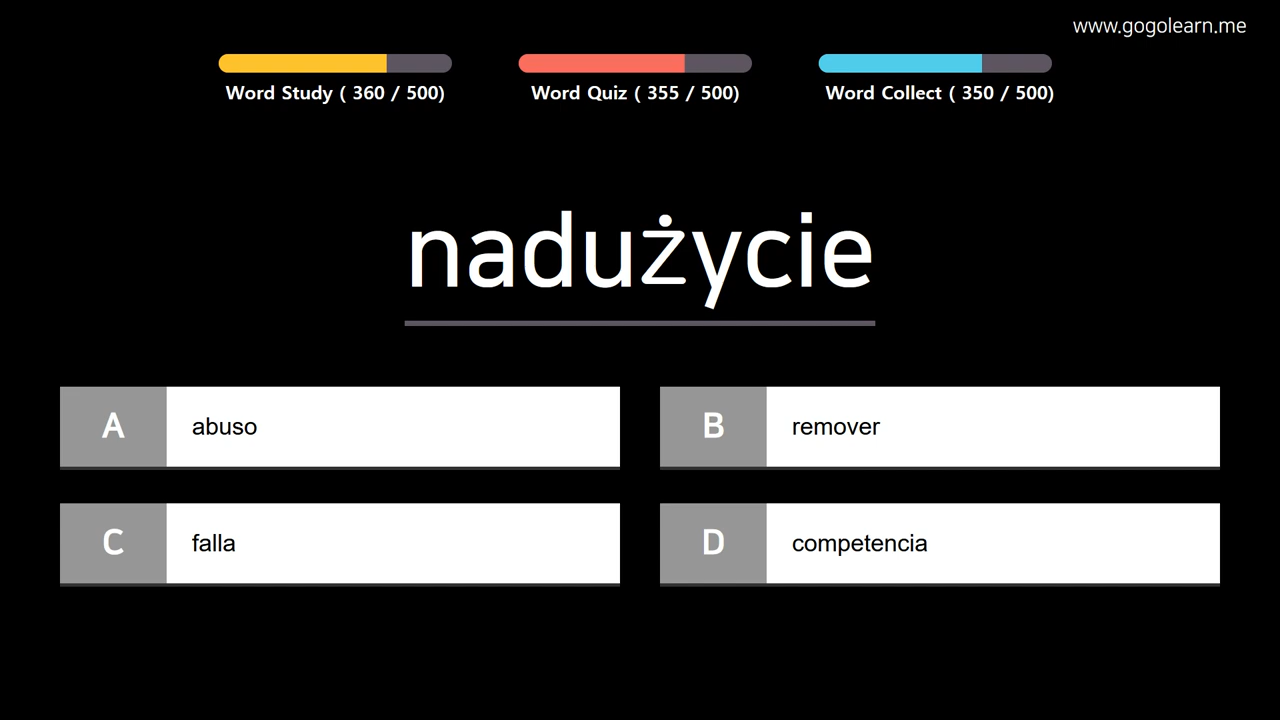 www.gogolearn.me
Word Study ( 360 / 500)
Word Quiz ( 355 / 500)
Word Collect ( 350 / 500)
nadużycie
A abuso
B remover
C falla
D competencia